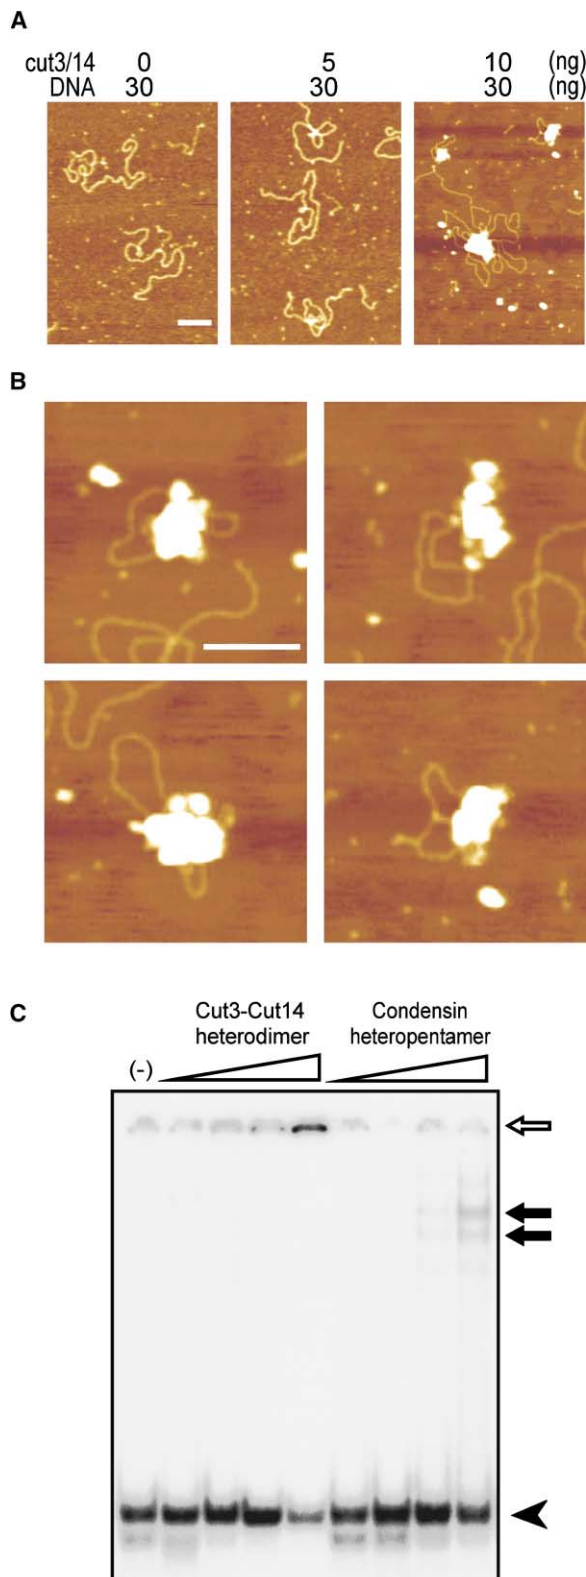 A
cut3/14 0 5 10 (ng)
DNA 30 30 30 (ng)
B
C
Cut3-Cut14 Condensin
heterodimer heteropentamer
(-)